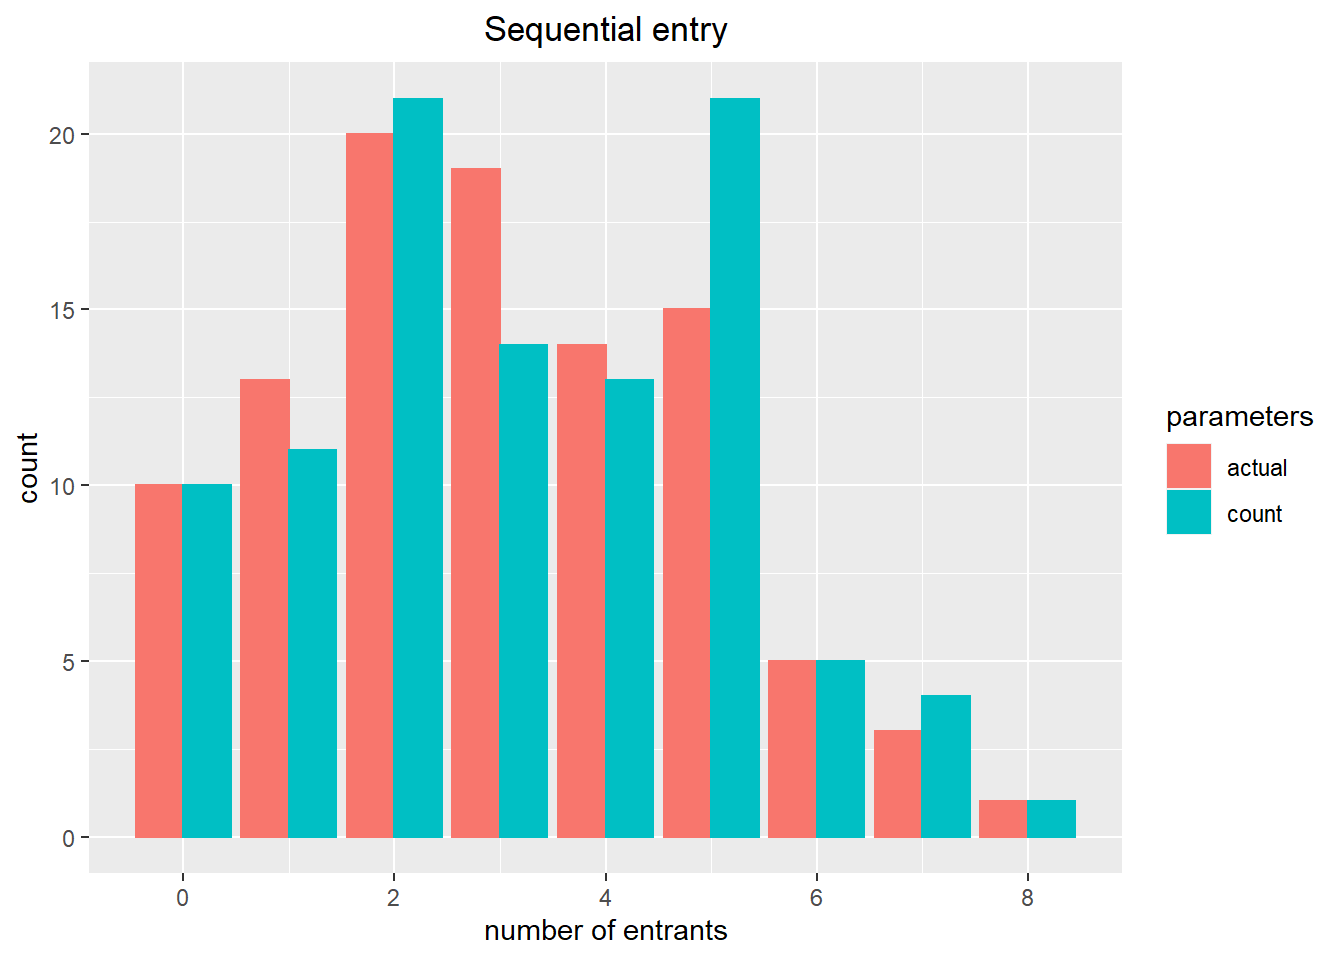 Sequential entry
count
20
15
10
5
0
0 2 4 6 8
number of entrants
parameters
actual
count